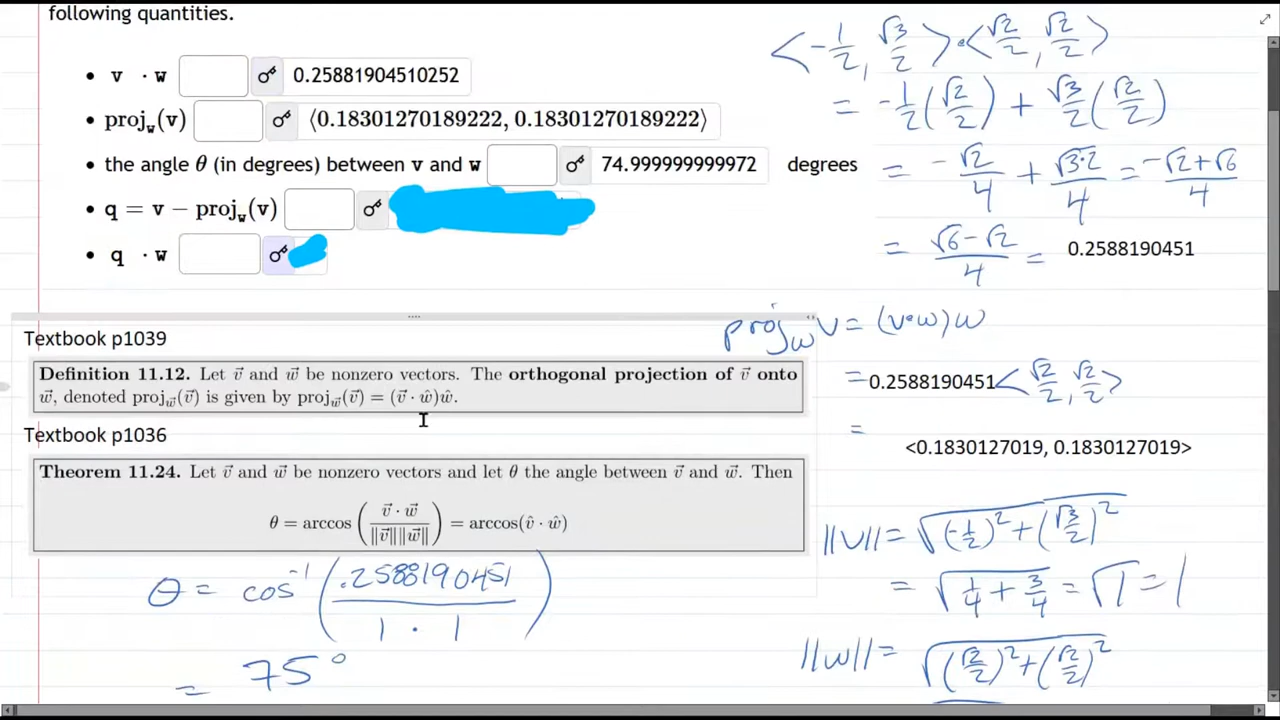 following quantities.
• v · w 0.25881904510252
• proj_w(v) ⟨0.18301270189222, 0.18301270189222⟩
• the angle θ (in degrees) between v and w 74.999999999972 degrees
• q = v − proj_w(v)
• q · w
Textbook p1039
Definition 11.12. Let v⃗ and w⃗ be nonzero vectors. The orthogonal projection of v⃗ onto
w⃗, denoted proj_w⃗(v⃗) is given by proj_w⃗(v⃗) = (v⃗ · ŵ)ŵ.
Textbook p1036
Theorem 11.24. Let v⃗ and w⃗ be nonzero vectors and let θ the angle between v⃗ and w⃗. Then
θ = arccos (v⃗ · w⃗ / ‖v⃗‖‖w⃗‖) = arccos(v̂ · ŵ)
θ = cos⁻¹ (.2588190451 / 1 · 1)
= 75°
⟨-1/2, √3/2⟩ • ⟨√2/2, √2/2⟩
= -1/2(√2/2) + √3/2(√2/2)
= -√2/4 + √3·2/4 = -√2+√6/4
= √6-√2/4 = 0.2588190451
proj_w v = (v•w)w
= 0.2588190451⟨√2/2, √2/2⟩
= <0.1830127019, 0.1830127019>
||v|| = √(-1/2)² + (√3/2)²
= √1/4 + 3/4 = √1 = 1
||w|| = √(√2/2)² + (√2/2)²